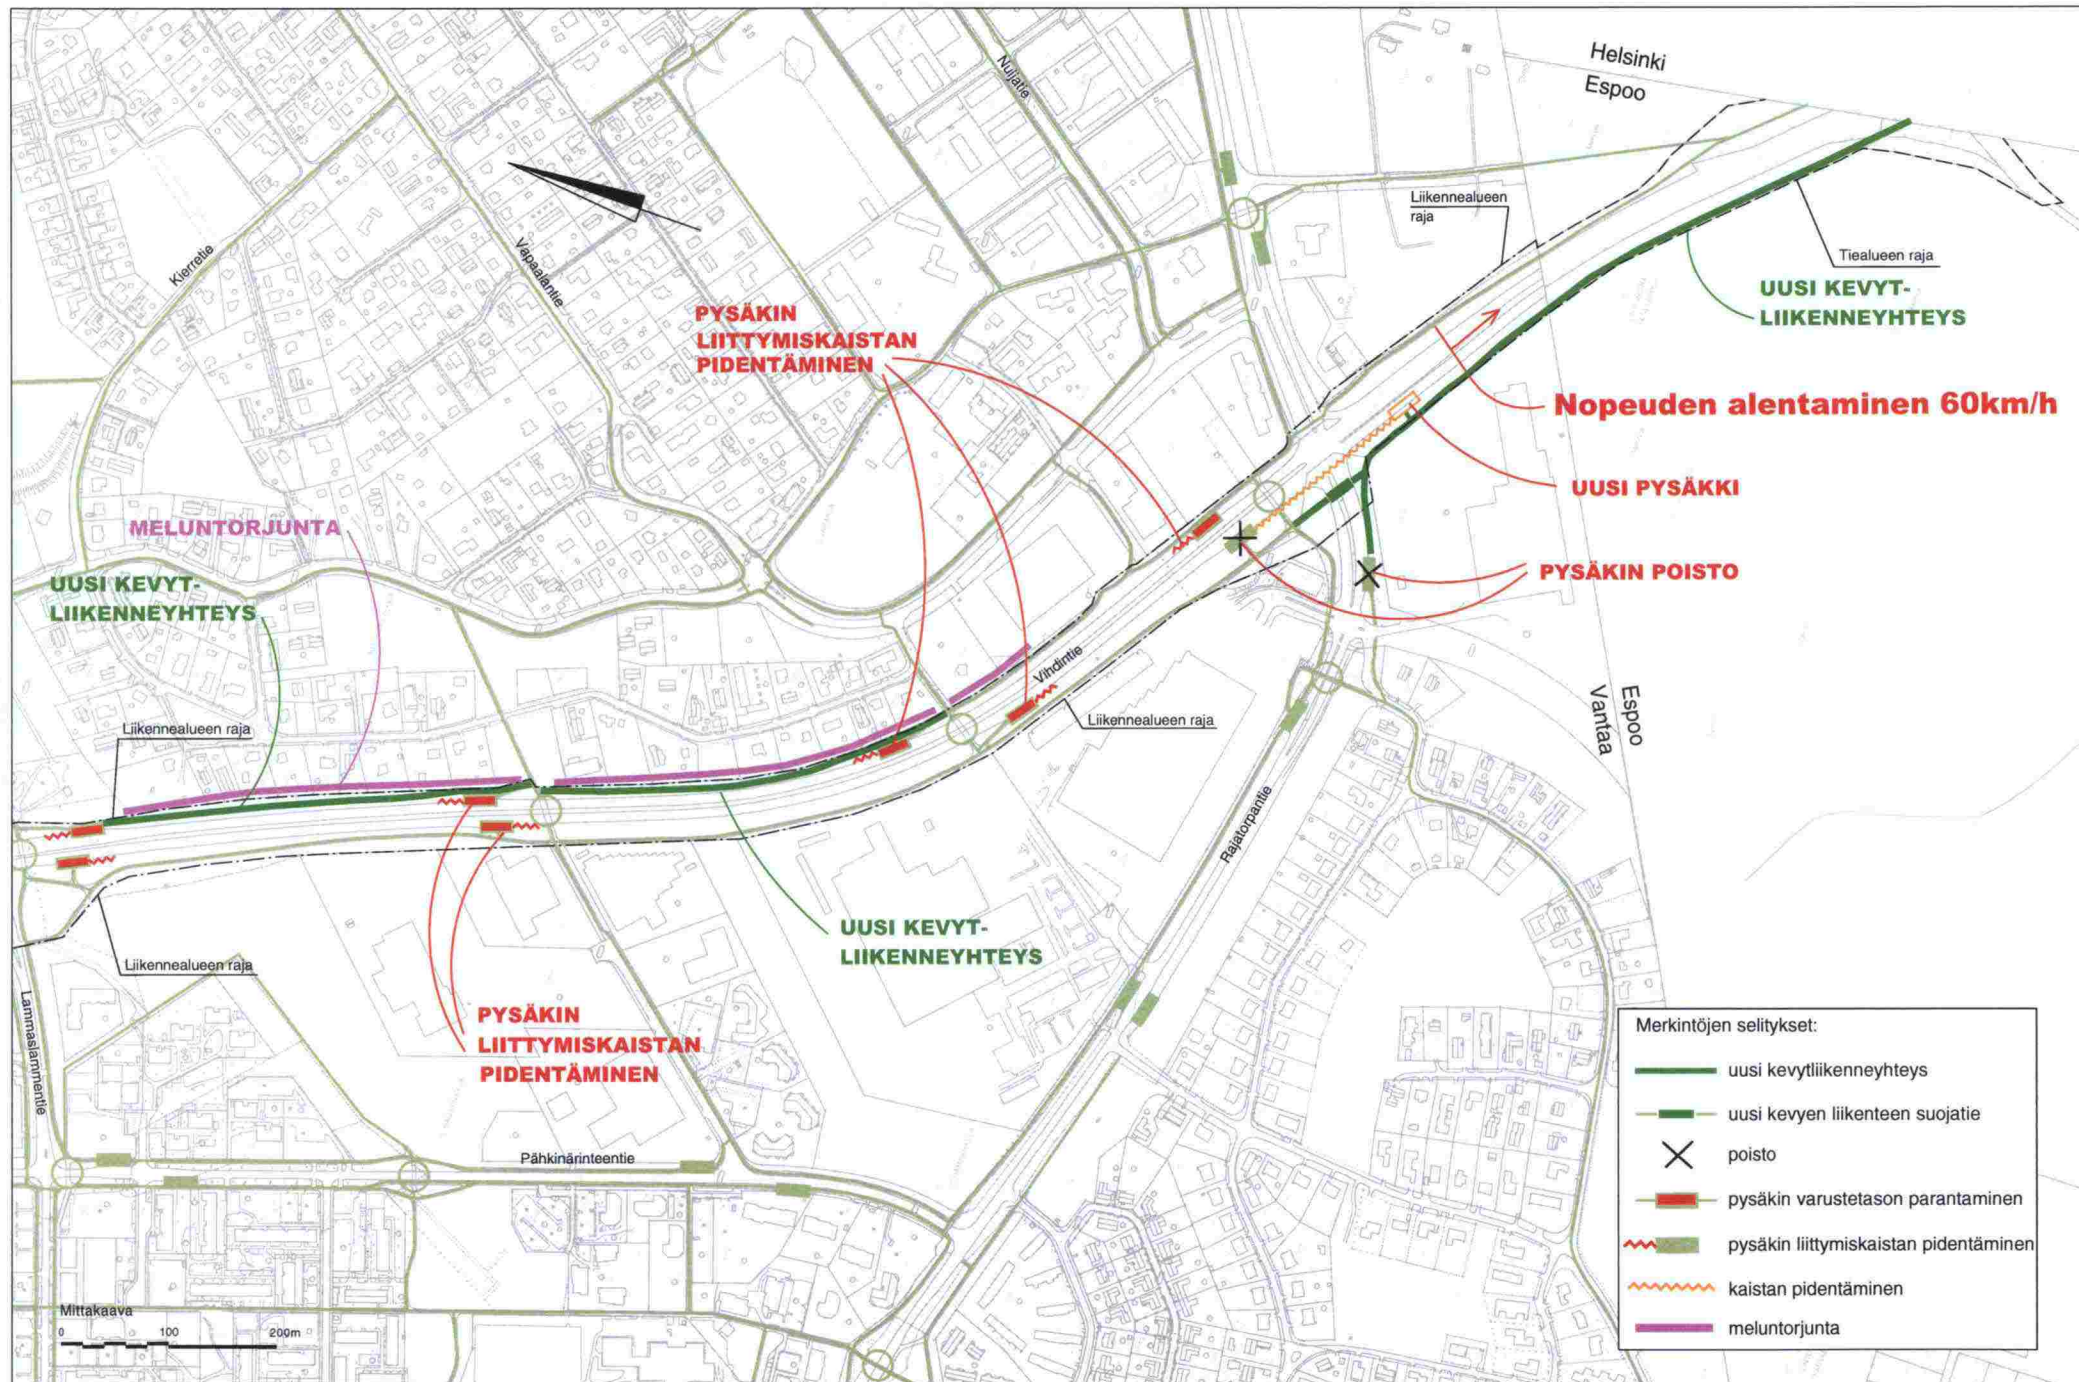 Helsinki
Espoo
Nuijatie
Liikennealueen
raja
Tiealueen raja
Kierretie
Vapaalantie
UUSI KEVYT-
LIIKENNEYHTEYS
PYSÄKIN
LIITTYMISKAISTAN
PIDENTÄMINEN
Nopeuden alentaminen 60km/h
UUSI PYSÄKKI
MELUNTORJUNTA
PYSÄKIN POISTO
UUSI KEVYT-
LIIKENNEYHTEYS
Vihdintie
Espoo
Vantaa
Liikennealueen raja
Liikennealueen raja
Rajatorpantie
UUSI KEVYT-
LIIKENNEYHTEYS
Liikennealueen raja
Lammaslammentie
PYSÄKIN
LIITTYMISKAISTAN
PIDENTÄMINEN
Pähkinärinteentie
Mittakaava
0 100 200m
Merkintöjen selitykset:
uusi kevytliikenneyhteys
uusi kevyen liikenteen suojatie
poisto
pysäkin varustetason parantaminen
pysäkin liittymiskaistan pidentäminen
kaistan pidentäminen
meluntorjunta